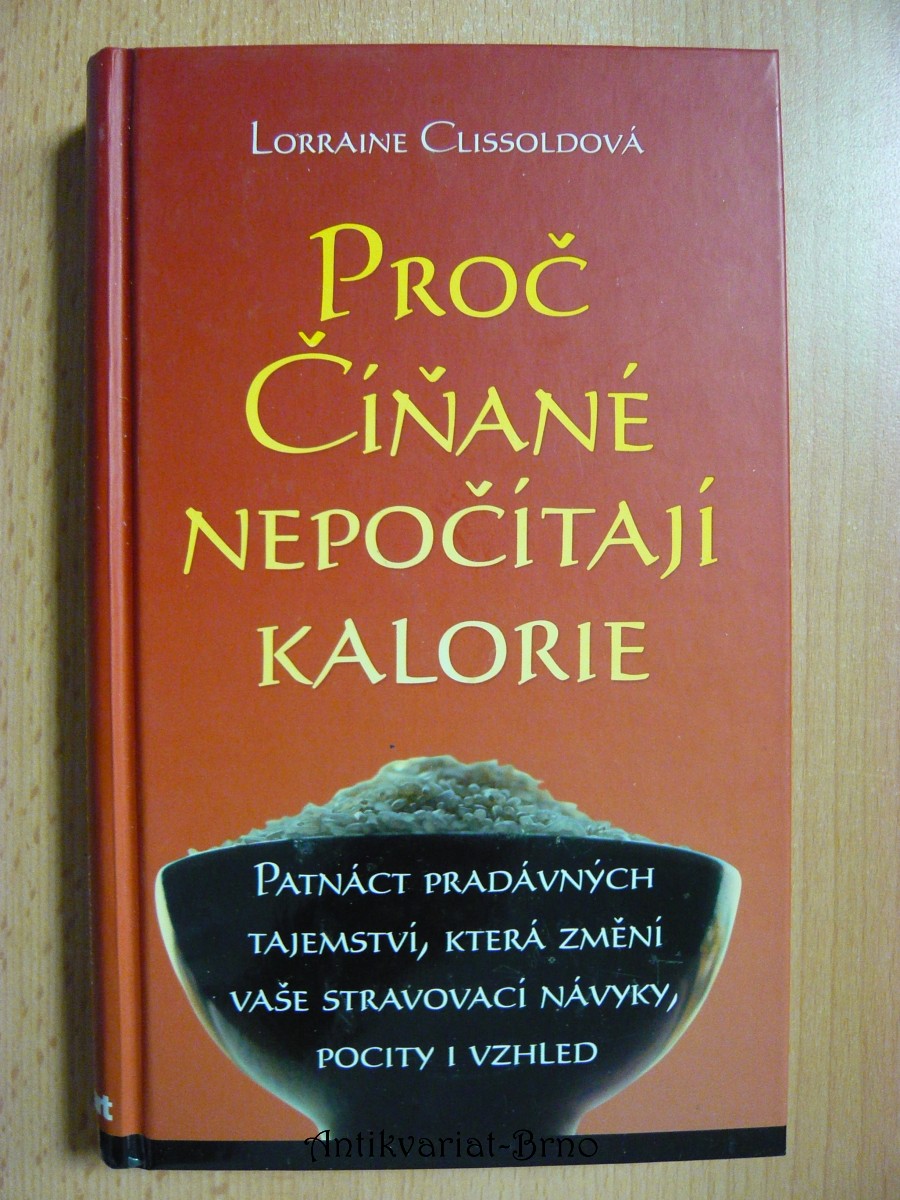 Lorraine Clissoldová
Proč
Číňané
nepočítají
kalorie
Patnáct pradávných
tajemství, která změní
vaše stravovací návyky,
pocity i vzhled
Antikvariat-Brno